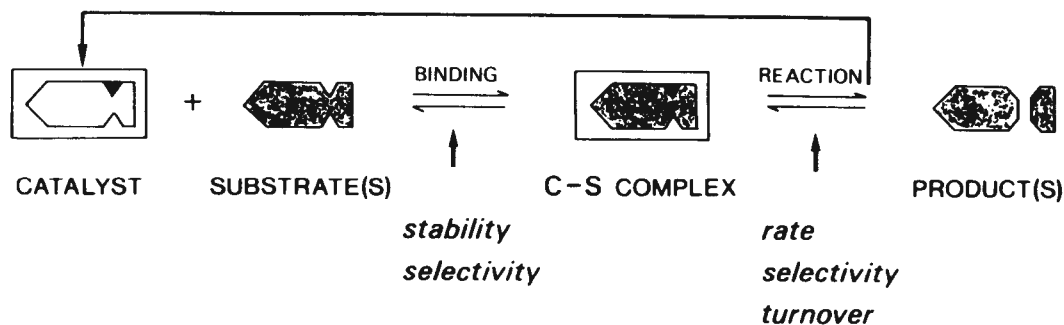 BINDING
REACTION
+
CATALYST
SUBSTRATE(S)
C-S COMPLEX
PRODUCT(S)
stability
selectivity
rate
selectivity
turnover